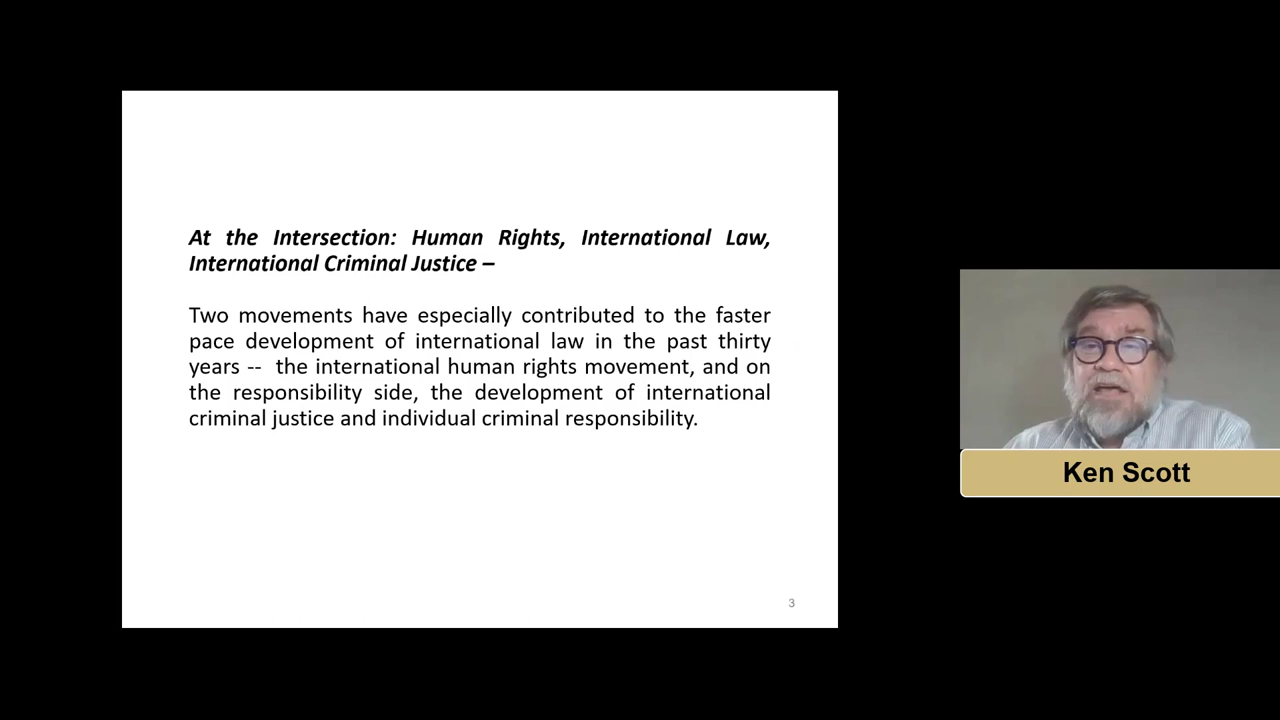 At the Intersection: Human Rights, International Law,
International Criminal Justice –
Two movements have especially contributed to the faster
pace development of international law in the past thirty
years --  the international human rights movement, and on
the responsibility side, the development of international
criminal justice and individual criminal responsibility.
3
Ken Scott